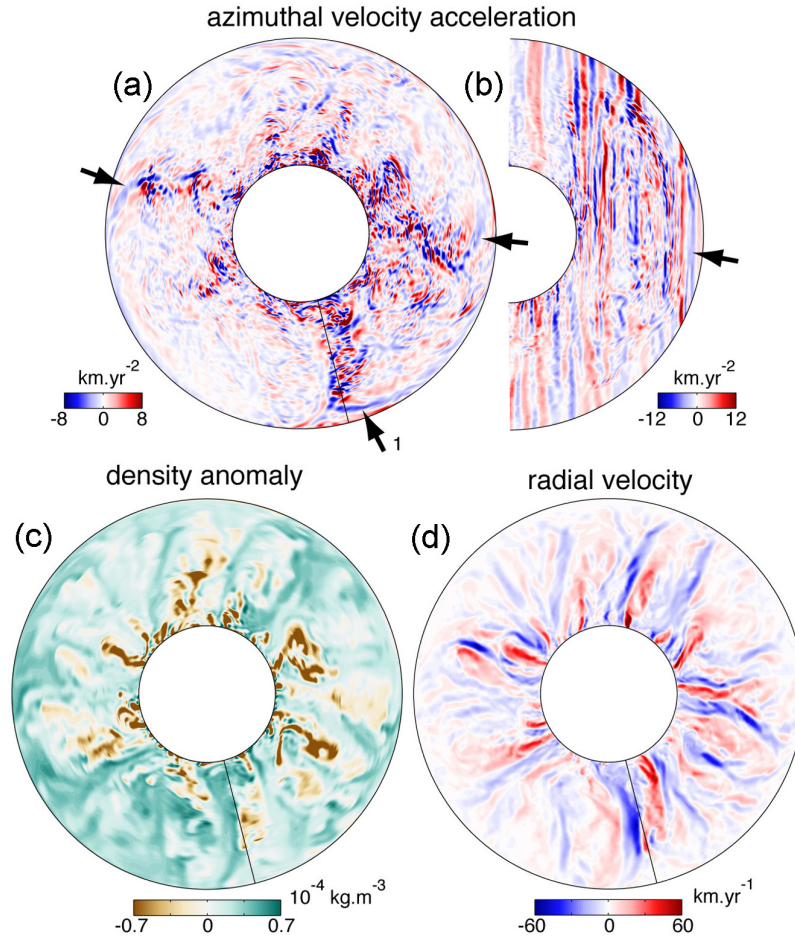 azimuthal velocity acceleration
(a)
(b)
km.yr⁻²
-8 0 8
1
km.yr⁻²
-12 0 12
density anomaly
radial velocity
(c)
(d)
10⁻⁴ kg.m⁻³
-0.7 0 0.7
km.yr⁻¹
-60 0 60